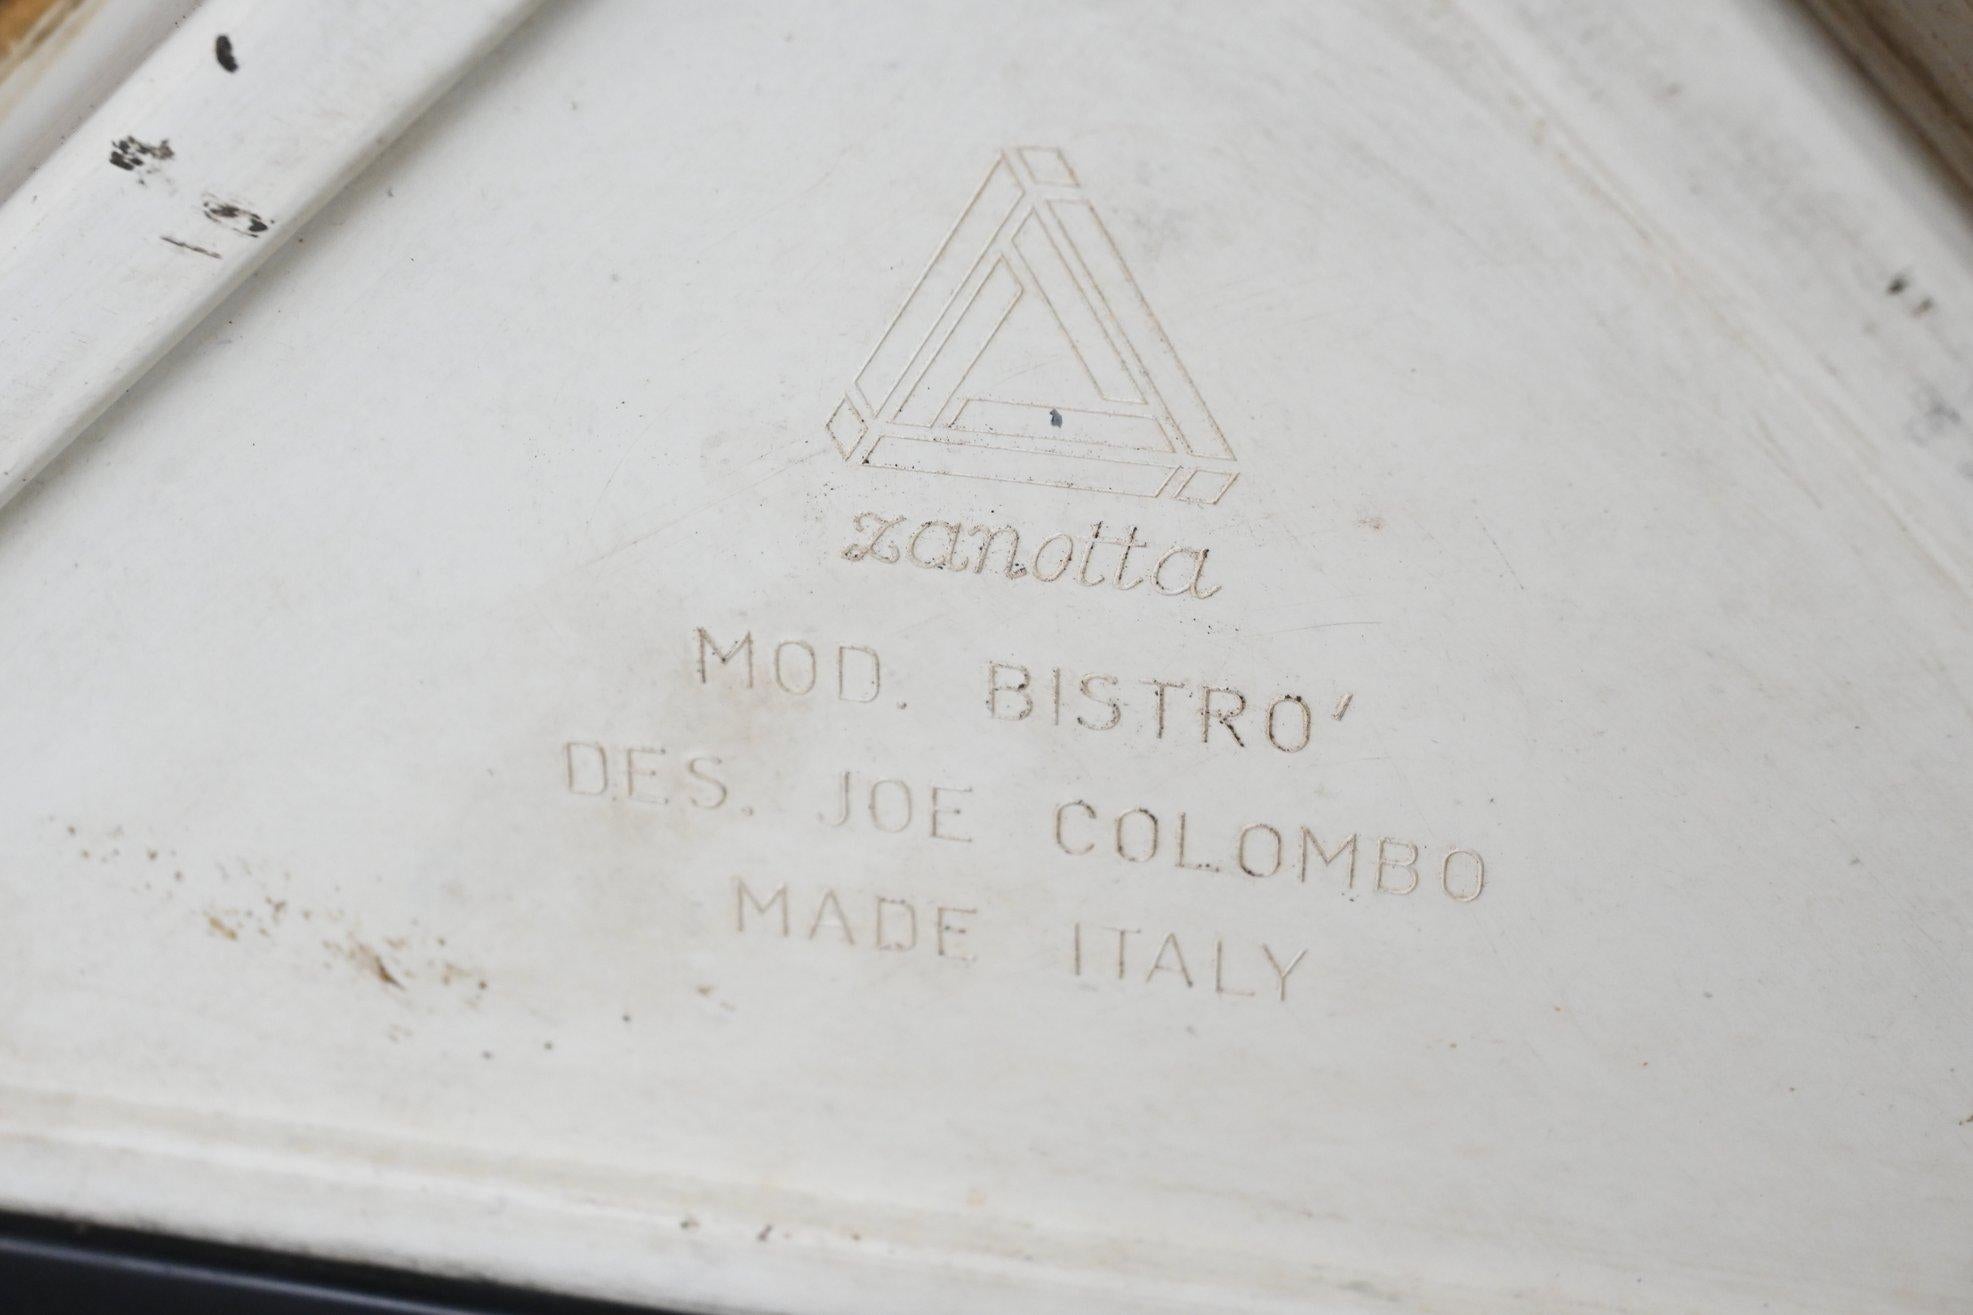 zanotta
MOD. BISTRO'
DES. JOE COLOMBO
MADE ITALY